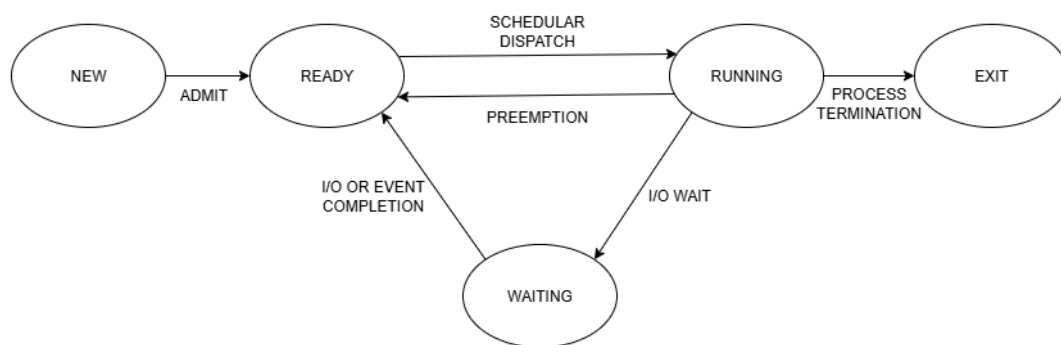 SCHEDULAR
DISPATCH
NEW
READY
RUNNING
EXIT
ADMIT
PROCESS
TERMINATION
PREEMPTION
I/O OR EVENT
COMPLETION
I/O WAIT
WAITING